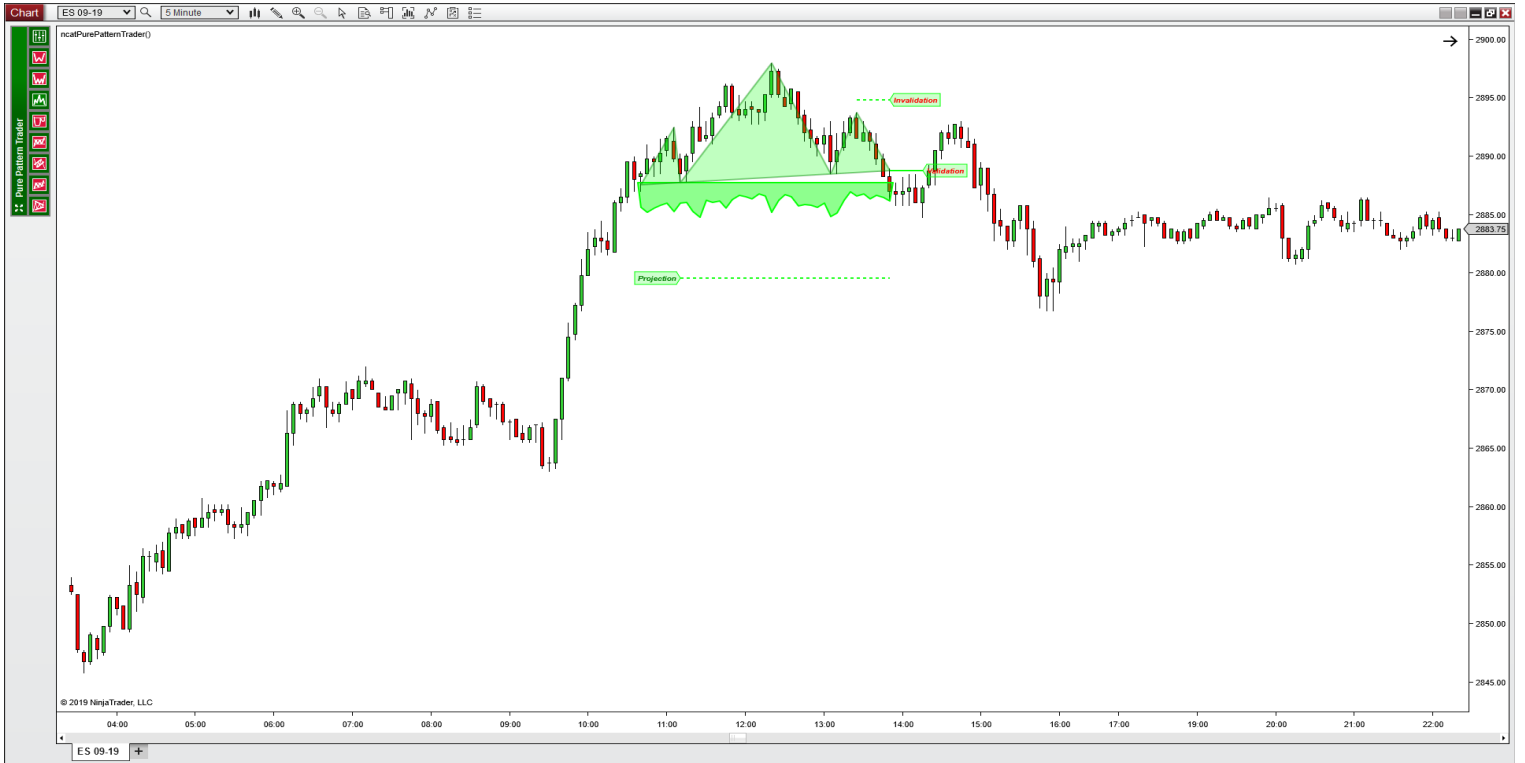 Chart
ES 09-19
5 Minute
ncatPurePatternTrader()
Pure Pattern Trader
Invalidation
Validation
Projection
2900.00
2895.00
2890.00
2885.00
2883.75
2880.00
2875.00
2870.00
2865.00
2860.00
2855.00
2850.00
2845.00
© 2019 NinjaTrader, LLC
04:00 05:00 06:00 07:00 08:00 09:00 10:00 11:00 12:00 13:00 14:00 15:00 16:00 17:00 19:00 20:00 21:00 22:00
ES 09-19